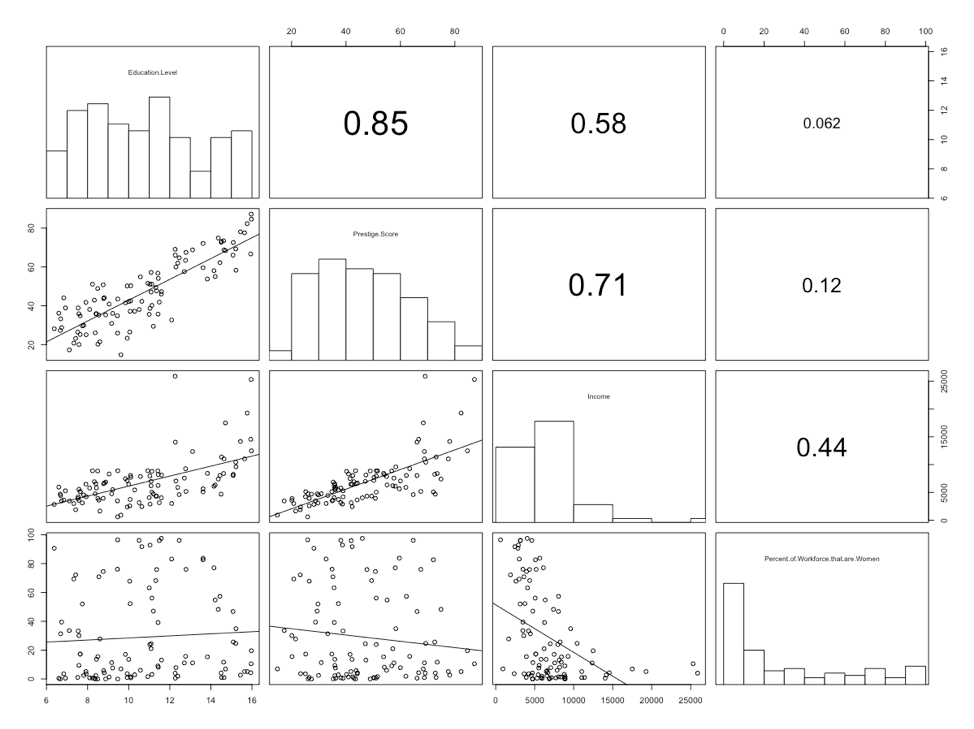 20 40 60 80
0 20 40 60 80 100
Education.Level
0.85
0.58
0.062
6 8 10 12 14 16
20 40 60 80
Prestige.Score
0.71
0.12
Income
0.44
0 5000 15000 25000
0 20 40 60 80 100
Percent.of.Workforce.that.are.Women
6 8 10 12 14 16
0 5000 10000 15000 20000 25000